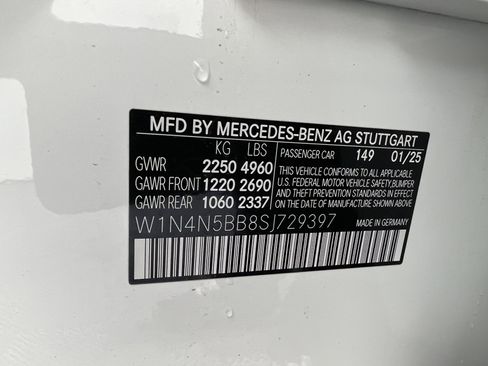 MFD BY MERCEDES-BENZ AG STUTTGART
KG LBS
GVWR 2250 4960
GAWR FRONT 1220 2690
GAWR REAR 1060 2337
PASSENGER CAR 149 01/25
THIS VEHICLE CONFORMS TO ALL APPLICABLE
U.S. FEDERAL MOTOR VEHICLE SAFETY, BUMPER
AND THEFT PREVENTION STANDARDS IN EFFECT
ON THE DATE OF MANUFACTURE SHOWN ABOVE.
W1N4N5BB8SJ729397
MADE IN GERMANY